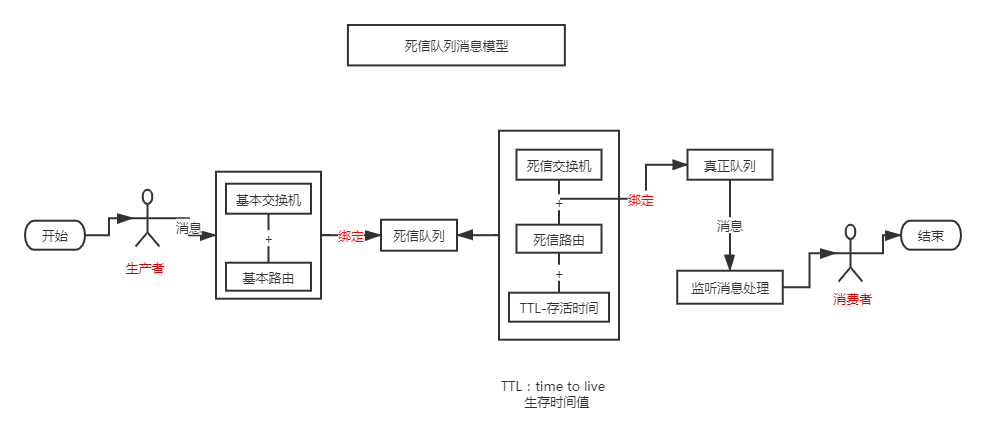 死信队列消息模型
开始
生产者
消息
基本交换机
+
基本路由
绑定
死信队列
死信交换机
+
死信路由
+
TTL-存活时间
绑定
真正队列
消息
监听消息处理
消费者
结束
TTL：time to live
生存时间值